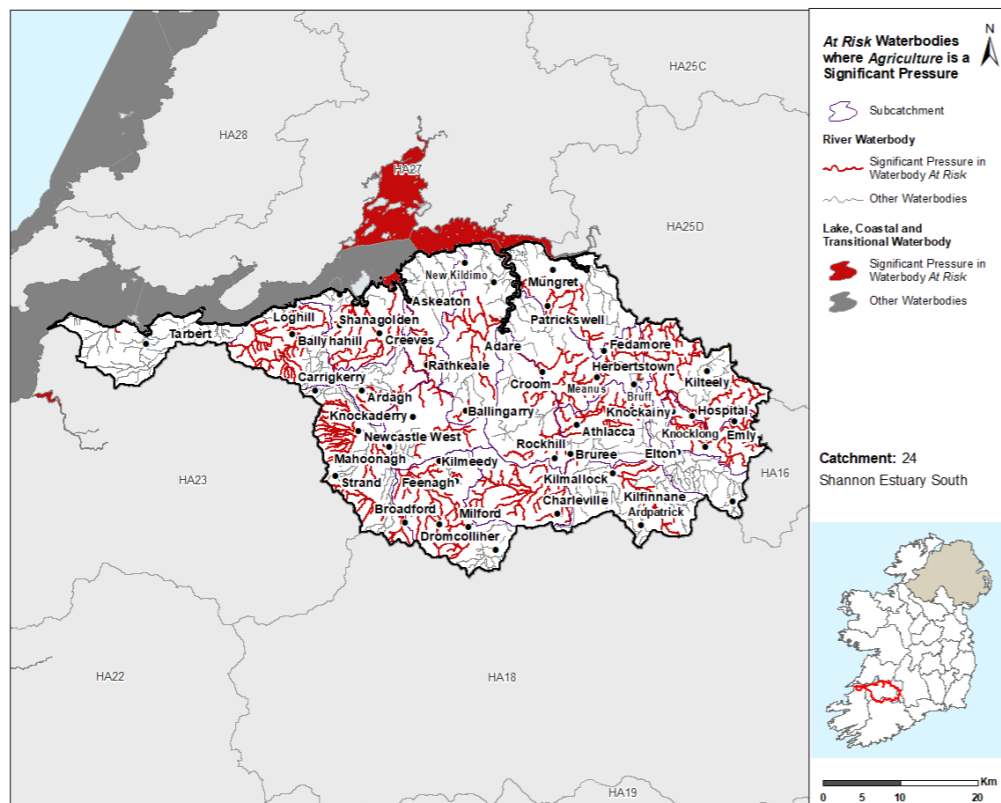 HA25C
HA28
HA27
HA25D
New Kildimo
Mungret
Askeaton
Loghill
Shanagolden
Patrickswell
Tarbert
Ballyhahill
Creeves
Adare
Fedamore
Rathkeale
Herbertstown
Carrigkerry
Croom
Meanus
Kilteely
Ardagh
Bruff
Knockaderry
Ballingarry
Knockainy
Hospital
Newcastle West
Athlacca
Knocklong
Emly
Rockhill
Mahoonagh
Kilmeedy
Bruree
Elton
HA16
HA23
Strand
Feenagh
Kilmallock
Broadford
Milford
Charleville
Kilfinnane
Ardpatrick
Dromcolliher
HA22
HA18
HA19
At Risk Waterbodies
where Agriculture is a
Significant Pressure
N
Subcatchment
River Waterbody
Significant Pressure in
Waterbody At Risk
Other Waterbodies
Lake, Coastal and
Transitional Waterbody
Significant Pressure in
Waterbody At Risk
Other Waterbodies
Catchment: 24
Shannon Estuary South
Km
0 5 10 20